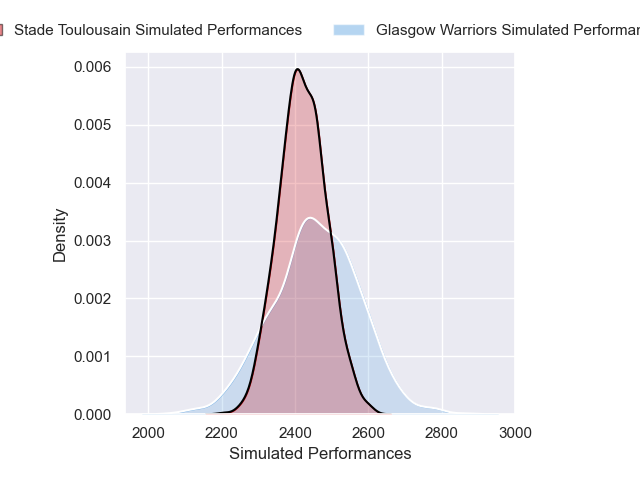 Stade Toulousain Simulated Performances
Glasgow Warriors Simulated
0.006
0.005
0.004
0.003
0.002
0.001
0.000
Density
2000 2200 2400 2600 2800 3000
Simulated Performances